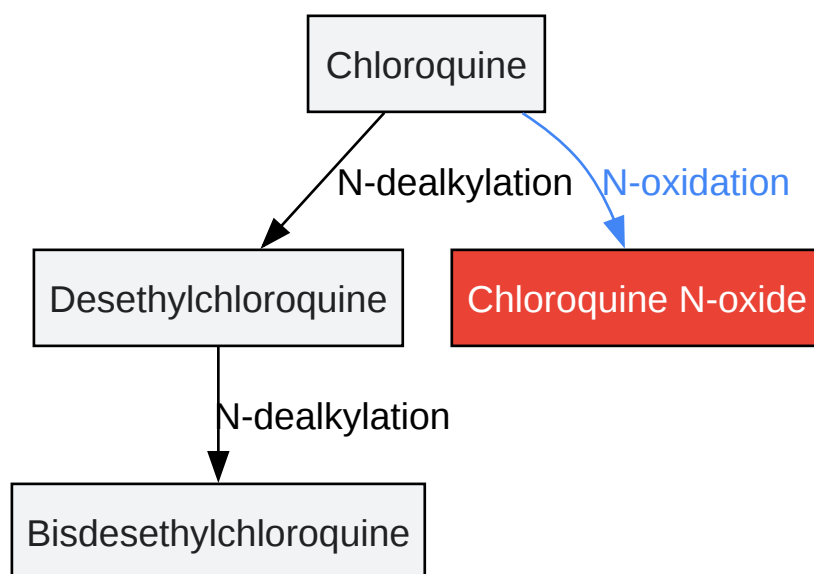 Chloroquine
N-dealkylation
N-oxidation
Desethylchloroquine
Chloroquine N-oxide
N-dealkylation
Bisdesethylchloroquine